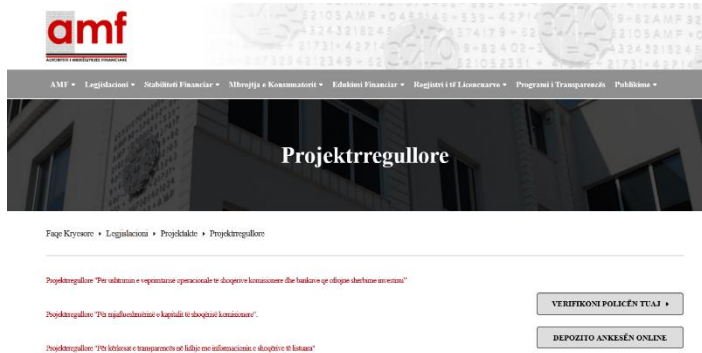 amf
AUTORITETI I MBIKËQYRJES FINANCIARE
AMF Legjislacioni Stabiliteti Financiar Mbrojtja e Konsumatorit Edukimi Financiar Regjistri i të Licencuarve Programi i Transparencës Publikime
Projektrregullore
Faqe Kryesore Legjislacioni Projektakte Projektrregullore
Projektrregullore "Për ushtrimin e veprimtarisë operacionale të shoqërive komisionere dhe bankave që ofrojnë shërbime investimi"
VERIFIKONI POLICËN TUAJ
Projektrregullore "Për mjaftueshmërinë e kapitalit të shoqërisë komisionere".
DEPOZITO ANKESËN ONLINE
Projektrregullore "Për kërkesat e transparencës në lidhje me informacionin e shoqërive të listuara"